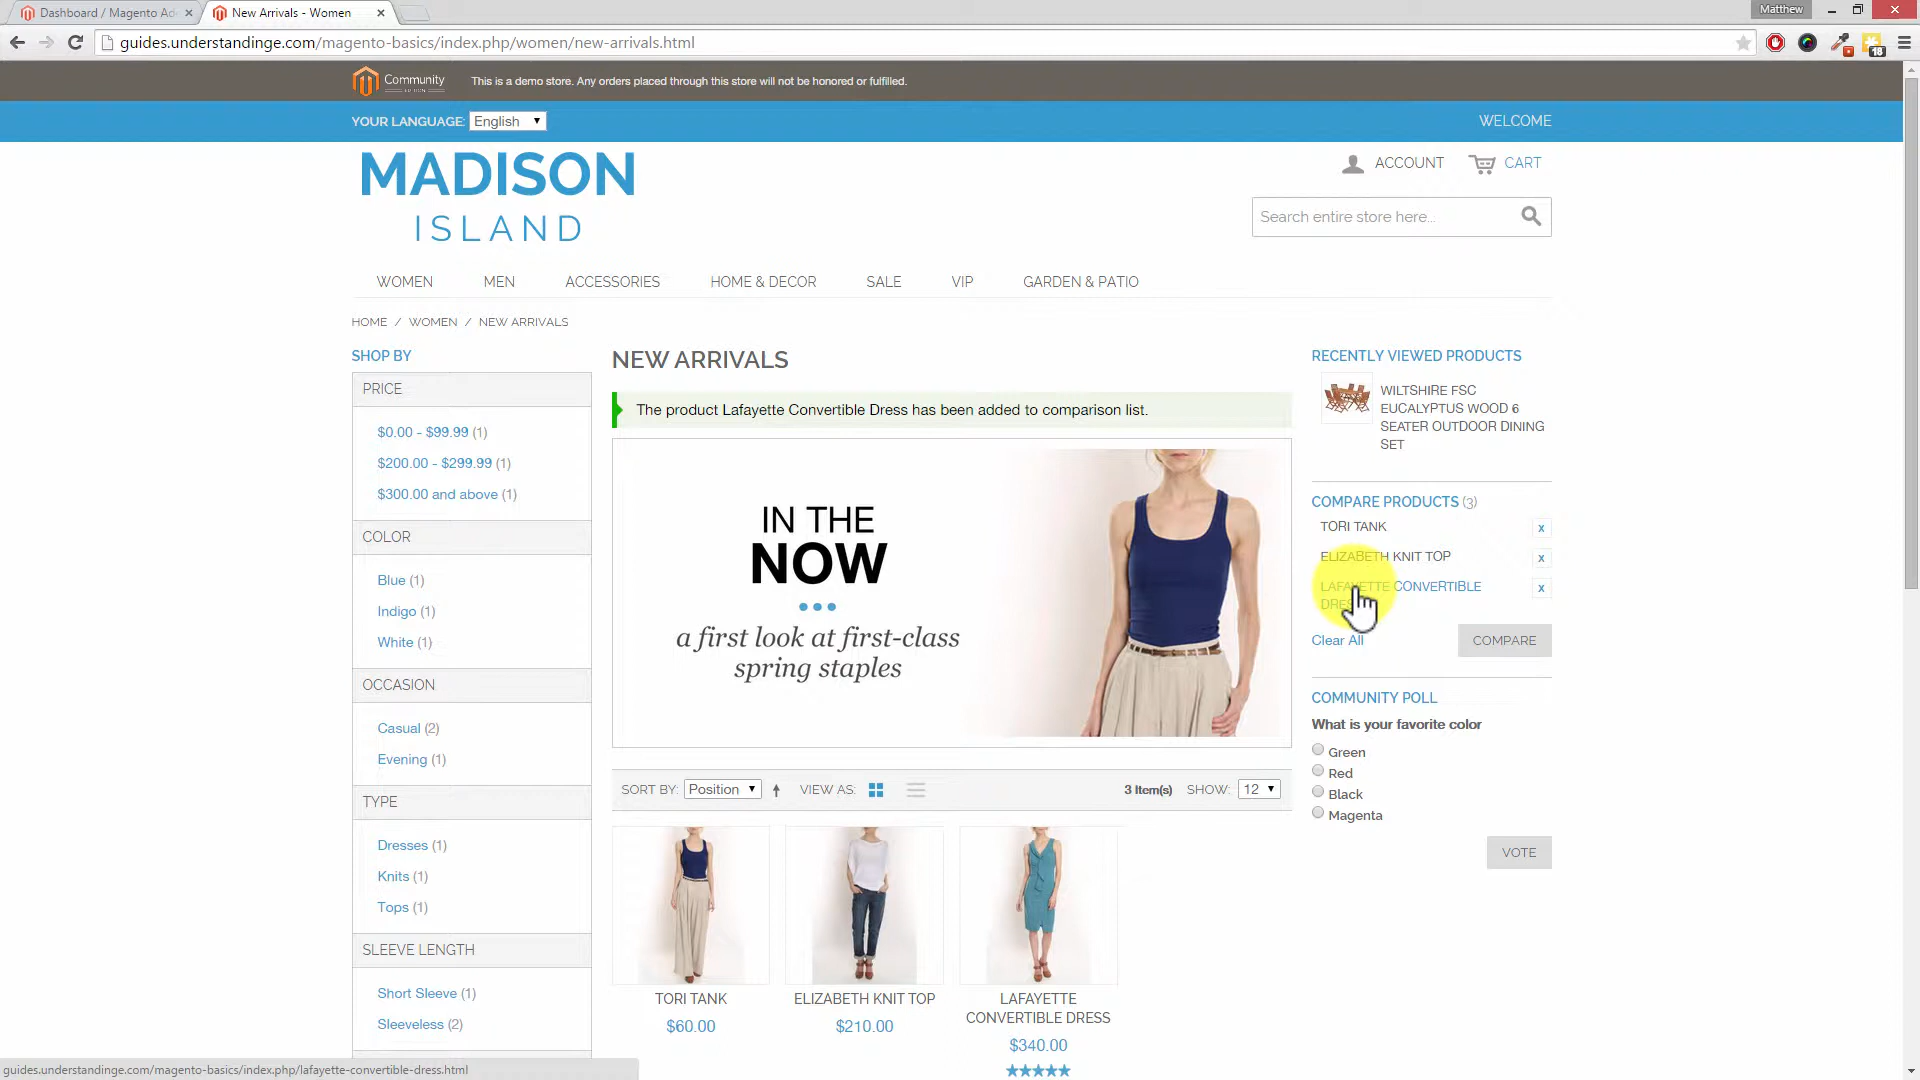 Dashboard / Magento Ad
New Arrivals - Women
Matthew
guides.understandinge.com/magento-basics/index.php/women/new-arrivals.html
18
Community
This is a demo store. Any orders placed through this store will not be honored or fulfilled.
YOUR LANGUAGE: English
WELCOME
MADISON
ISLAND
ACCOUNT CART
Search entire store here...
WOMEN MEN ACCESSORIES HOME & DECOR SALE VIP GARDEN & PATIO
HOME / WOMEN / NEW ARRIVALS
SHOP BY
PRICE
$0.00 - $99.99 (1)
$200.00 - $299.99 (1)
$300.00 and above (1)
COLOR
Blue (1)
Indigo (1)
White (1)
OCCASION
Casual (2)
Evening (1)
TYPE
Dresses (1)
Knits (1)
Tops (1)
SLEEVE LENGTH
Short Sleeve (1)
Sleeveless (2)
NEW ARRIVALS
The product Lafayette Convertible Dress has been added to comparison list.
IN THE
NOW
a first look at first-class
spring staples
SORT BY: Position VIEW AS: 3 Item(s) SHOW: 12
TORI TANK
$60.00
ELIZABETH KNIT TOP
$210.00
LAFAYETTE
CONVERTIBLE DRESS
$340.00
RECENTLY VIEWED PRODUCTS
WILTSHIRE FSC
EUCALYPTUS WOOD 6
SEATER OUTDOOR DINING
SET
COMPARE PRODUCTS (3)
TORI TANK x
ELIZABETH KNIT TOP x
LAFAYETTE CONVERTIBLE x
Clear All COMPARE
COMMUNITY POLL
What is your favorite color
Green
Red
Black
Magenta
VOTE
guides.understandinge.com/magento-basics/index.php/lafayette-convertible-dress.html